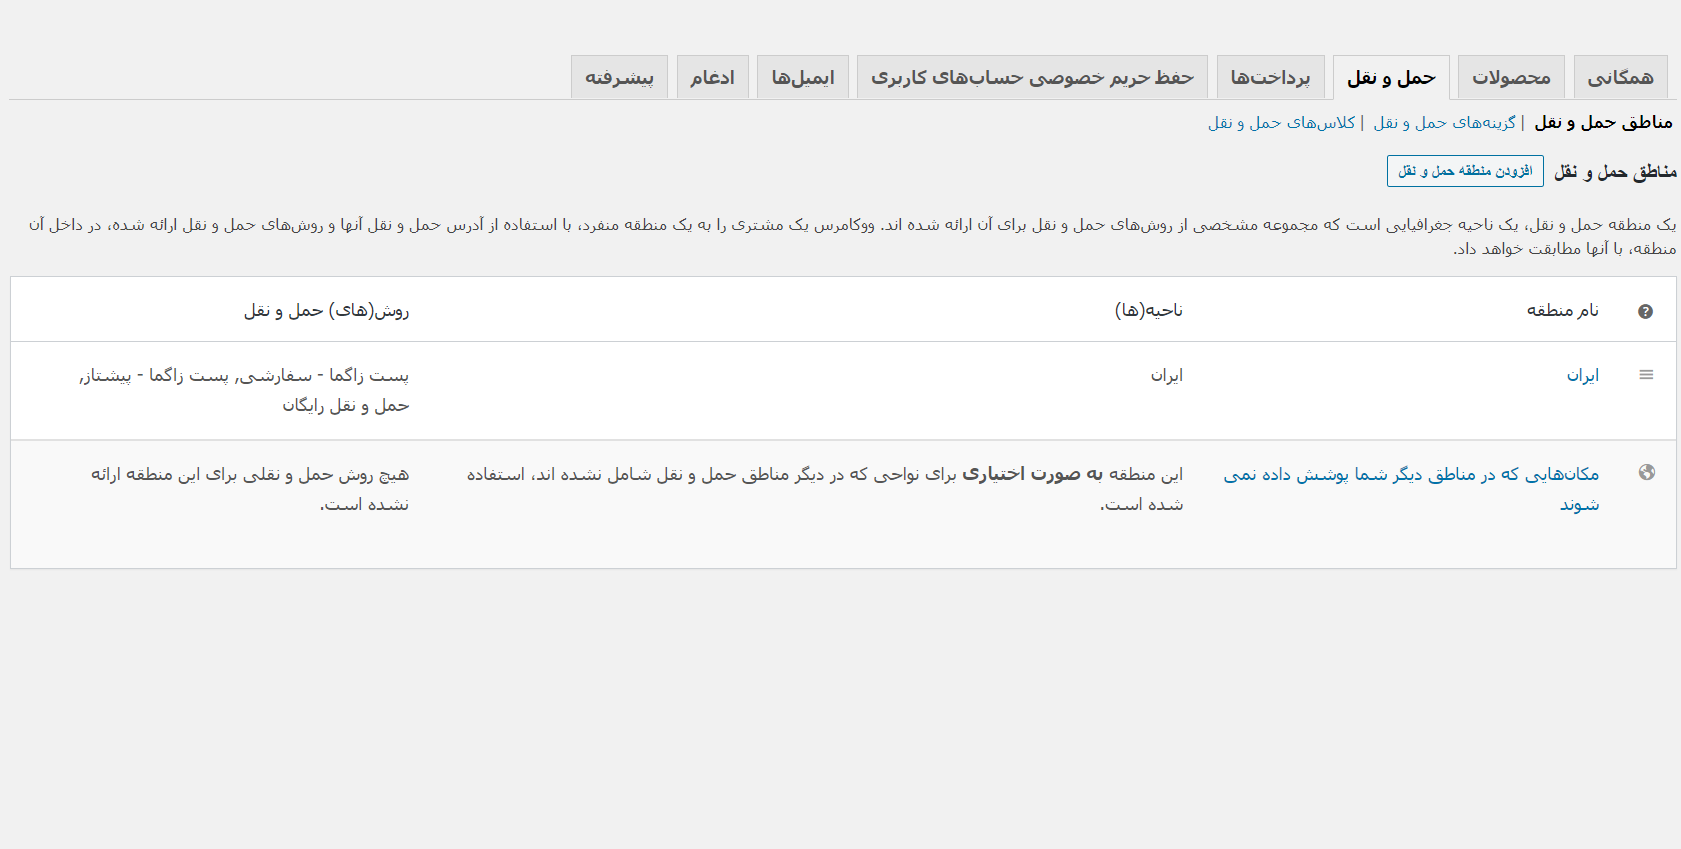 همگانی محصولات حمل و نقل پرداخت‌ها حفظ حریم خصوصی حساب‌های کاربری ایمیل‌ها ادغام پیشرفته
مناطق حمل و نقل | گزینه‌های حمل و نقل | کلاس‌های حمل و نقل
مناطق حمل و نقل افزودن منطقه حمل و نقل
یک منطقه حمل و نقل، یک ناحیه جغرافیایی است که مجموعه مشخصی از روش‌های حمل و نقل برای آن ارائه شده اند. ووکامرس یک مشتری را به یک منطقه منفرد، با استفاده از آدرس حمل و نقل آنها و روش‌های حمل و نقل ارائه شده، در داخل آن
منطقه، با آنها مطابقت خواهد داد.
نام منطقه ناحیه(ها) روش(های) حمل و نقل
ایران ایران پست زاگما - سفارشی, پست زاگما - پیشتاز,
حمل و نقل رایگان
مکان‌هایی که در مناطق دیگر شما پوشش داده نمی
شوند
این منطقه به صورت اختیاری برای نواحی که در دیگر مناطق حمل و نقل شامل نشده اند، استفاده
شده است.
هیچ روش حمل و نقلی برای این منطقه ارائه
نشده است.